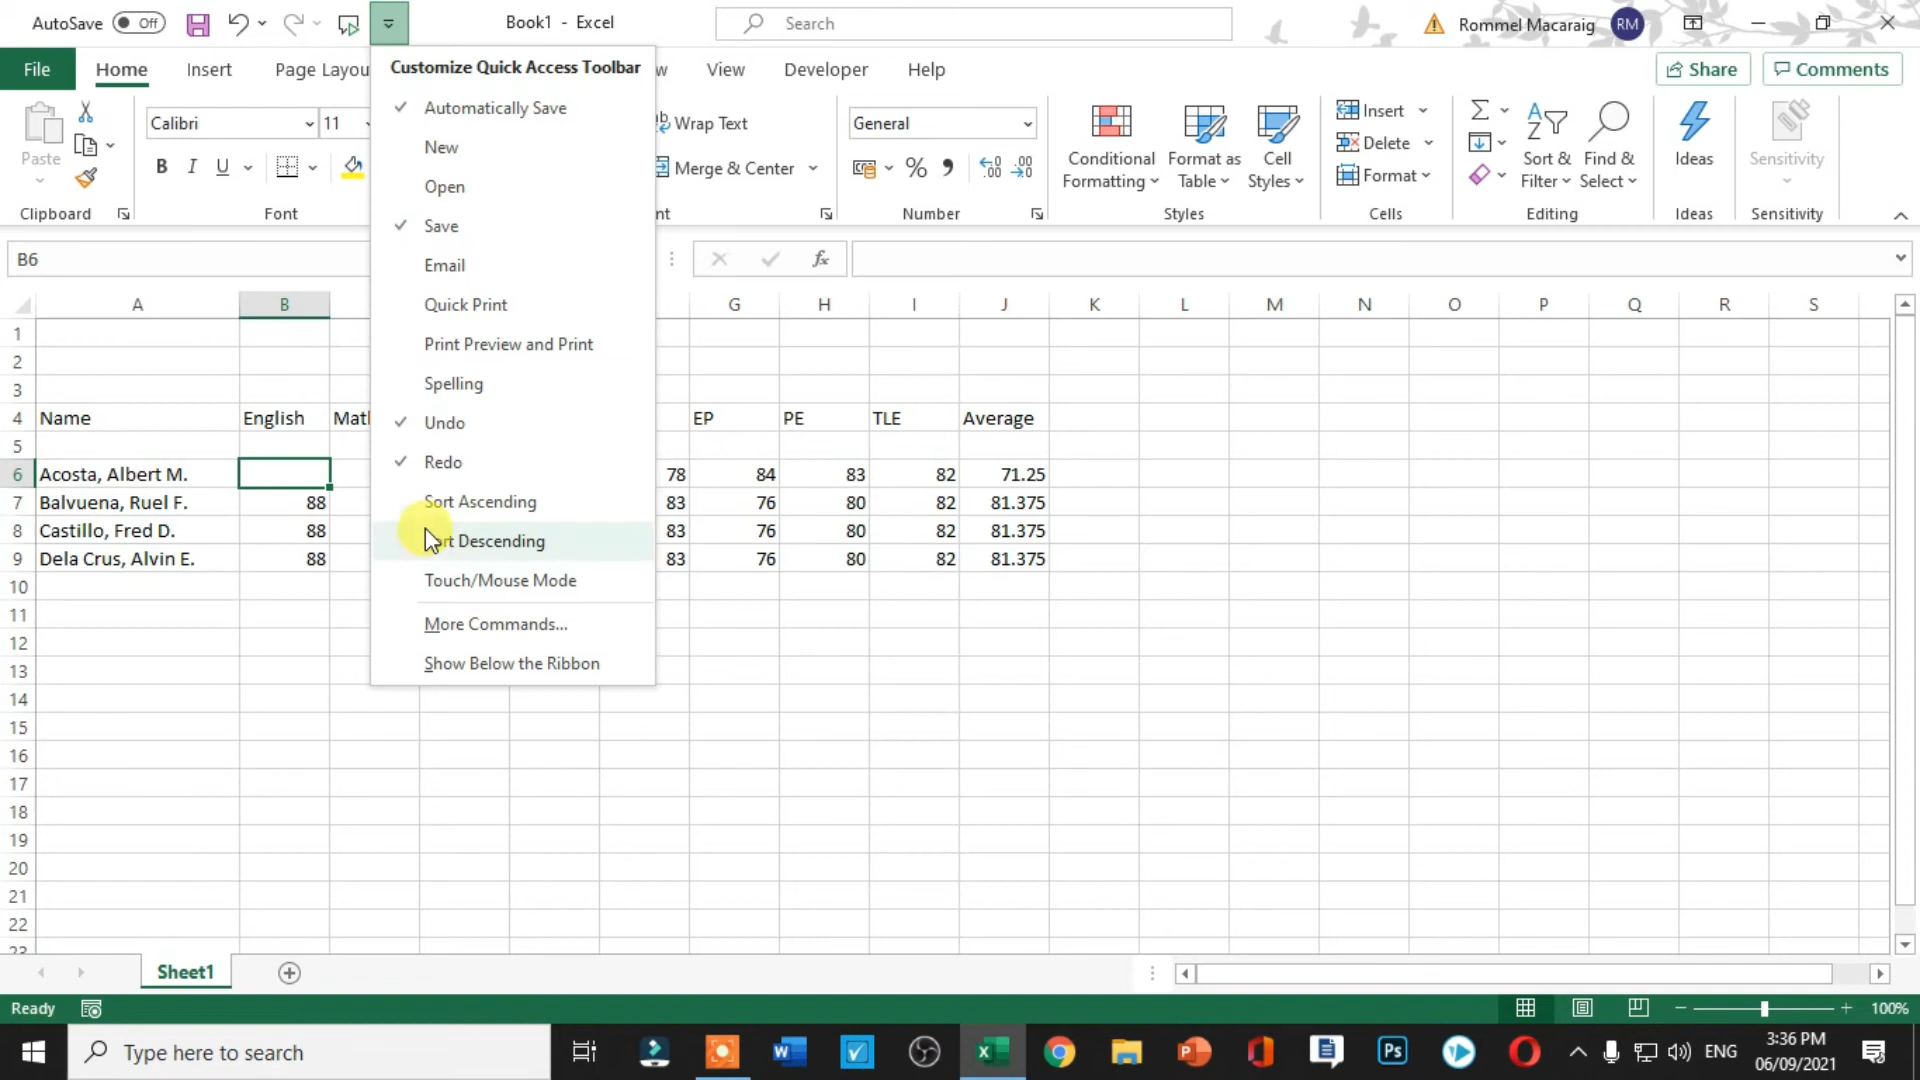 AutoSave Off Book1 - Excel Search Rommel Macaraig RM
File Home Insert Page Layou w View Developer Help Share Comments
Customize Quick Access Toolbar
Automatically Save
New
Open
Save
Email
Quick Print
Print Preview and Print
Spelling
Undo
Redo
Sort Ascending
rt Descending
Touch/Mouse Mode
More Commands...
Show Below the Ribbon
Calibri 11 ab Wrap Text General Insert
Paste B I U Merge & Center % Conditional Formatting Format as Table Cell Styles Delete Format Sort & Filter Find & Select Ideas Sensitivity
Clipboard Font nt Number Styles Cells Editing Ideas Sensitivity
B6 fx
A B G H I J K L M N O P Q R S
1
2
3
4 Name English Mat EP PE TLE Average
5
6 Acosta, Albert M. 78 84 83 82 71.25
7 Balvuena, Ruel F. 88 83 76 80 82 81.375
8 Castillo, Fred D. 88 83 76 80 82 81.375
9 Dela Crus, Alvin E. 88 83 76 80 82 81.375
10
11
12
13
14
15
16
17
18
19
20
21
22
23
Sheet1
Ready 100%
Type here to search ENG 3:36 PM
06/09/2021